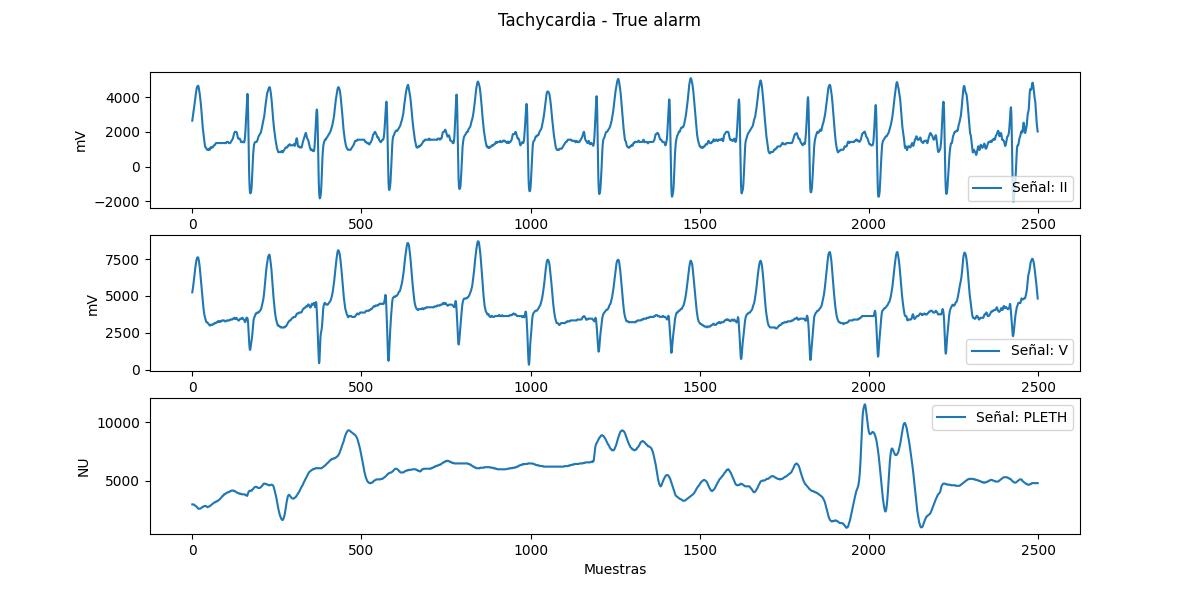 Tachycardia - True alarm
4000
2000
0
−2000
mV
Señal: II
0 500 1000 1500 2000 2500
7500
5000
2500
0
mV
Señal: V
0 500 1000 1500 2000 2500
10000
5000
NU
Señal: PLETH
0 500 1000 1500 2000 2500
Muestras